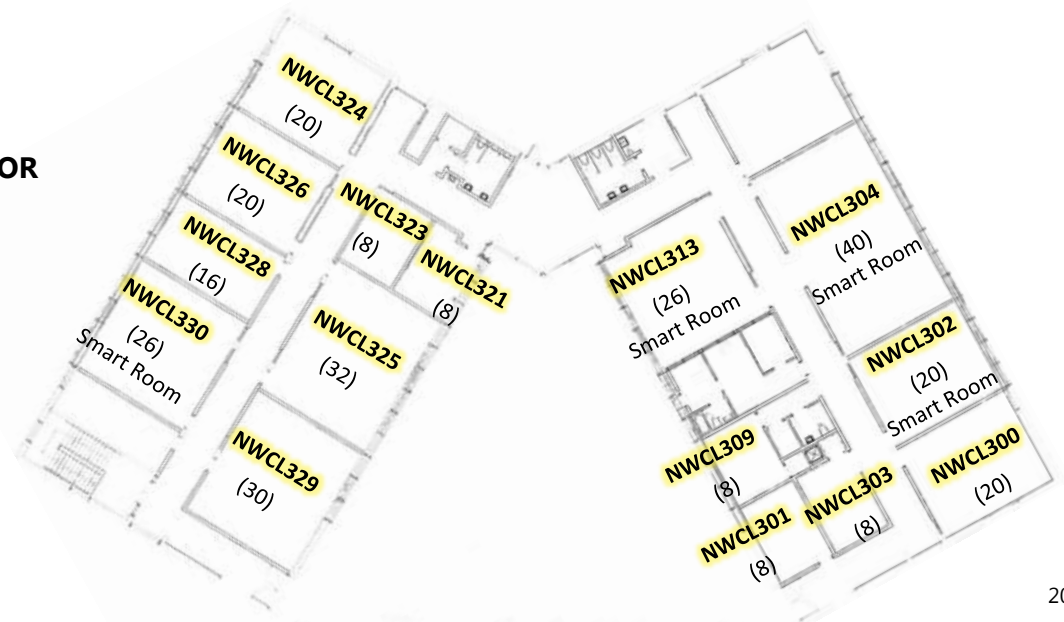 OR
NWCL324
(20)
NWCL326
(20)
NWCL323
(8)
NWCL328
(16)
NWCL321
(8)
NWCL330
(26)
Smart Room
NWCL325
(32)
NWCL329
(30)
NWCL304
(40)
Smart Room
NWCL313
(26)
Smart Room
NWCL302
(20)
Smart Room
NWCL309
(8)
NWCL300
(20)
NWCL303
(8)
NWCL301
(8)
20